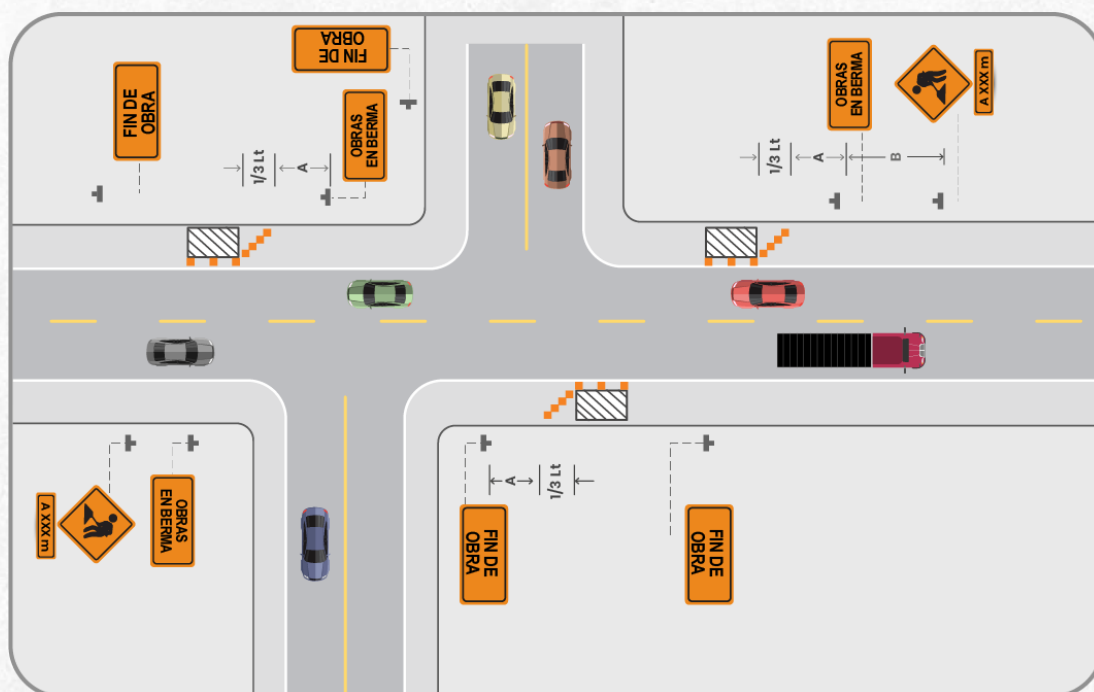 FIN DE
OBRA
FIN DE
OBRA
OBRAS
EN BERMA
1/3 Lt
A
OBRAS
EN BERMA
A XXX m
1/3 Lt
A
B
A XXX m
OBRAS
EN BERMA
FIN DE
OBRA
A
1/3 Lt
FIN DE
OBRA